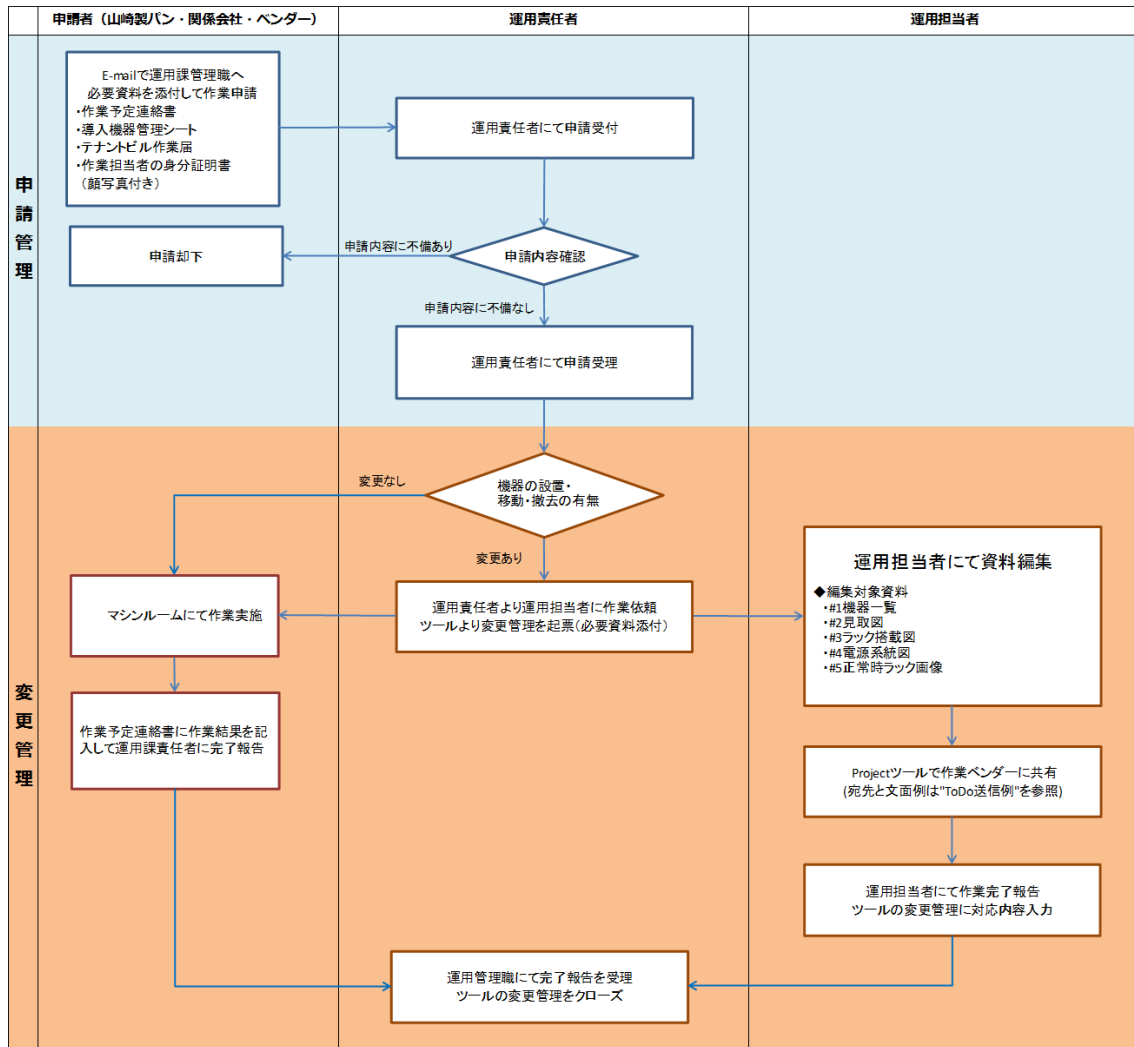 申請者（山崎製パン・関係会社・ベンダー）
運用責任者
運用担当者
申請管理
E-mailで運用課管理職へ
必要資料を添付して作業申請
・作業予定連絡書
・導入機器管理シート
・テナントビル作業届
・作業担当者の身分証明書
（顔写真付き）
運用責任者にて申請受付
申請内容確認
申請内容に不備あり
申請却下
申請内容に不備なし
運用責任者にて申請受理
変更管理
機器の設置・
移動・撤去の有無
変更なし
変更あり
マシンルームにて作業実施
運用責任者より運用担当者に作業依頼
ツールより変更管理を起票（必要資料添付）
運用担当者にて資料編集
◆編集対象資料
・#1機器一覧
・#2見取図
・#3ラック搭載図
・#4電源系統図
・#5正常時ラック画像
作業予定連絡書に作業結果を記
入して運用課責任者に完了報告
Projectツールで作業ベンダーに共有
(宛先と文面例は"ToDo送信例"を参照)
運用担当者にて作業完了報告
ツールの変更管理に対応内容入力
運用管理職にて完了報告を受理
ツールの変更管理をクローズ